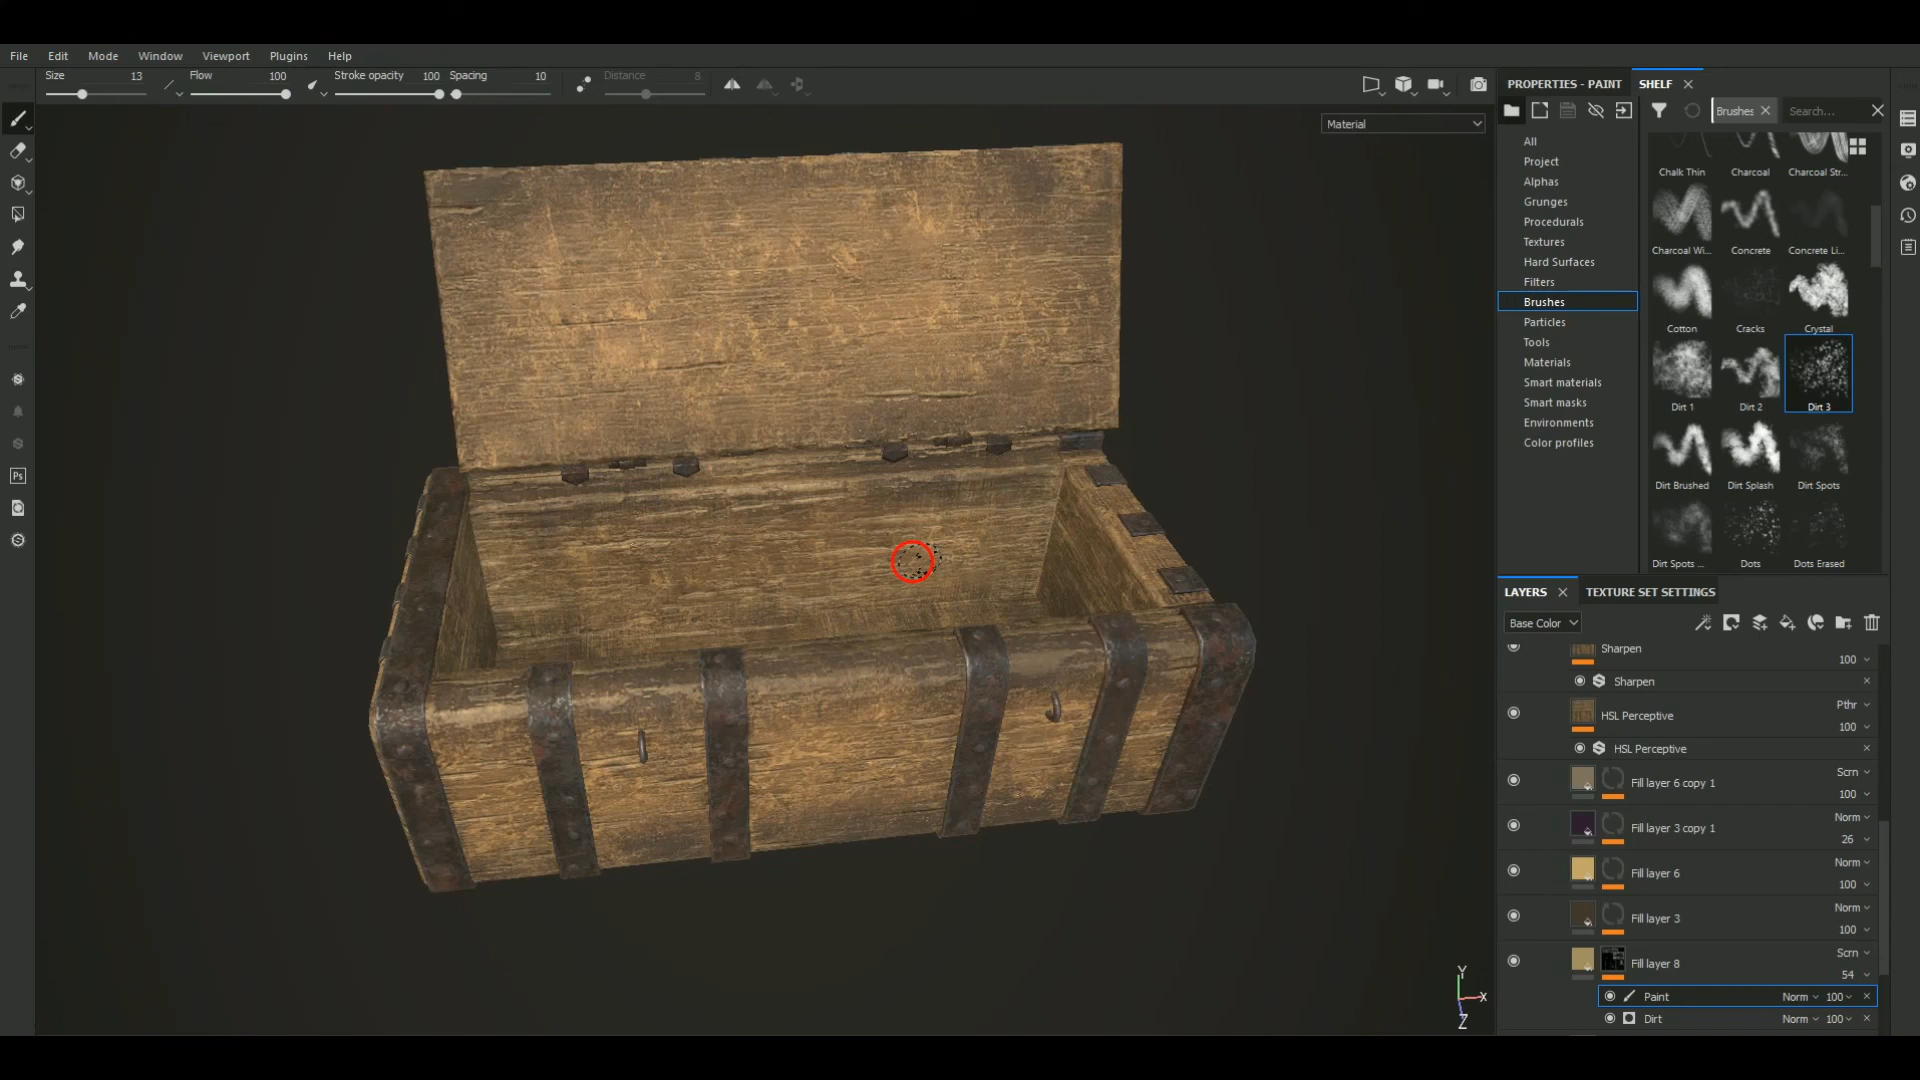 File Edit Mode Window Viewport Plugins Help
Size 13 Flow 100 Stroke opacity 100 Spacing 10 Distance 8
Material
PROPERTIES - PAINT SHELF
Brushes Search...
All
Project
Alphas
Grunges
Procedurals
Textures
Hard Surfaces
Filters
Brushes
Particles
Tools
Materials
Smart materials
Smart masks
Environments
Color profiles
Chalk Thin Charcoal Charcoal Str...
Charcoal Wi... Concrete Concrete Li...
Cotton Cracks Crystal
Dirt 1 Dirt 2 Dirt 3
Dirt Brushed Dirt Splash Dirt Spots
Dirt Spots ... Dots Dots Erased
LAYERS TEXTURE SET SETTINGS
Base Color
Sharpen
100
Sharpen
Pthr
HSL Perceptive
100
HSL Perceptive
Scrn
Fill layer 6 copy 1
100
Norm
Fill layer 3 copy 1
26
Norm
Fill layer 6
100
Norm
Fill layer 3
100
Scrn
Fill layer 8
54
Paint Norm 100
Dirt Norm 100
Ps
Y
X
Z